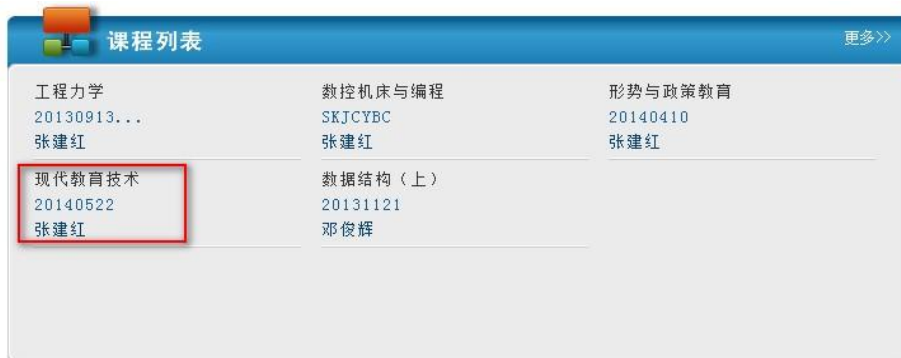 课程列表
更多>>
工程力学
20130913...
张建红
数控机床与编程
SKJCYBC
张建红
形势与政策教育
20140410
张建红
现代教育技术
20140522
张建红
数据结构（上）
20131121
邓俊辉